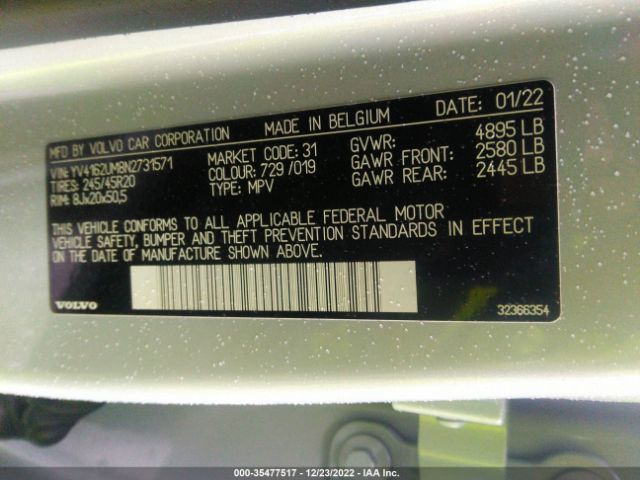 MFD BY VOLVO CAR CORPORATION MADE IN BELGIUM DATE: 01/22
VIN: YV4162UM8N2731571 MARKET CODE: 31 GVWR: 4895 LB
TIRES: 245/45R20 COLOUR: 729 /019 GAWR FRONT: 2580 LB
RIM: 8Jx20x50,5 TYPE: MPV GAWR REAR: 2445 LB
THIS VEHICLE CONFORMS TO ALL APPLICABLE FEDERAL MOTOR
VEHICLE SAFETY, BUMPER AND THEFT PREVENTION STANDARDS IN EFFECT
ON THE DATE OF MANUFACTURE SHOWN ABOVE.
VOLVO 32366354
000-35477517 - 12/23/2022 - IAA Inc.